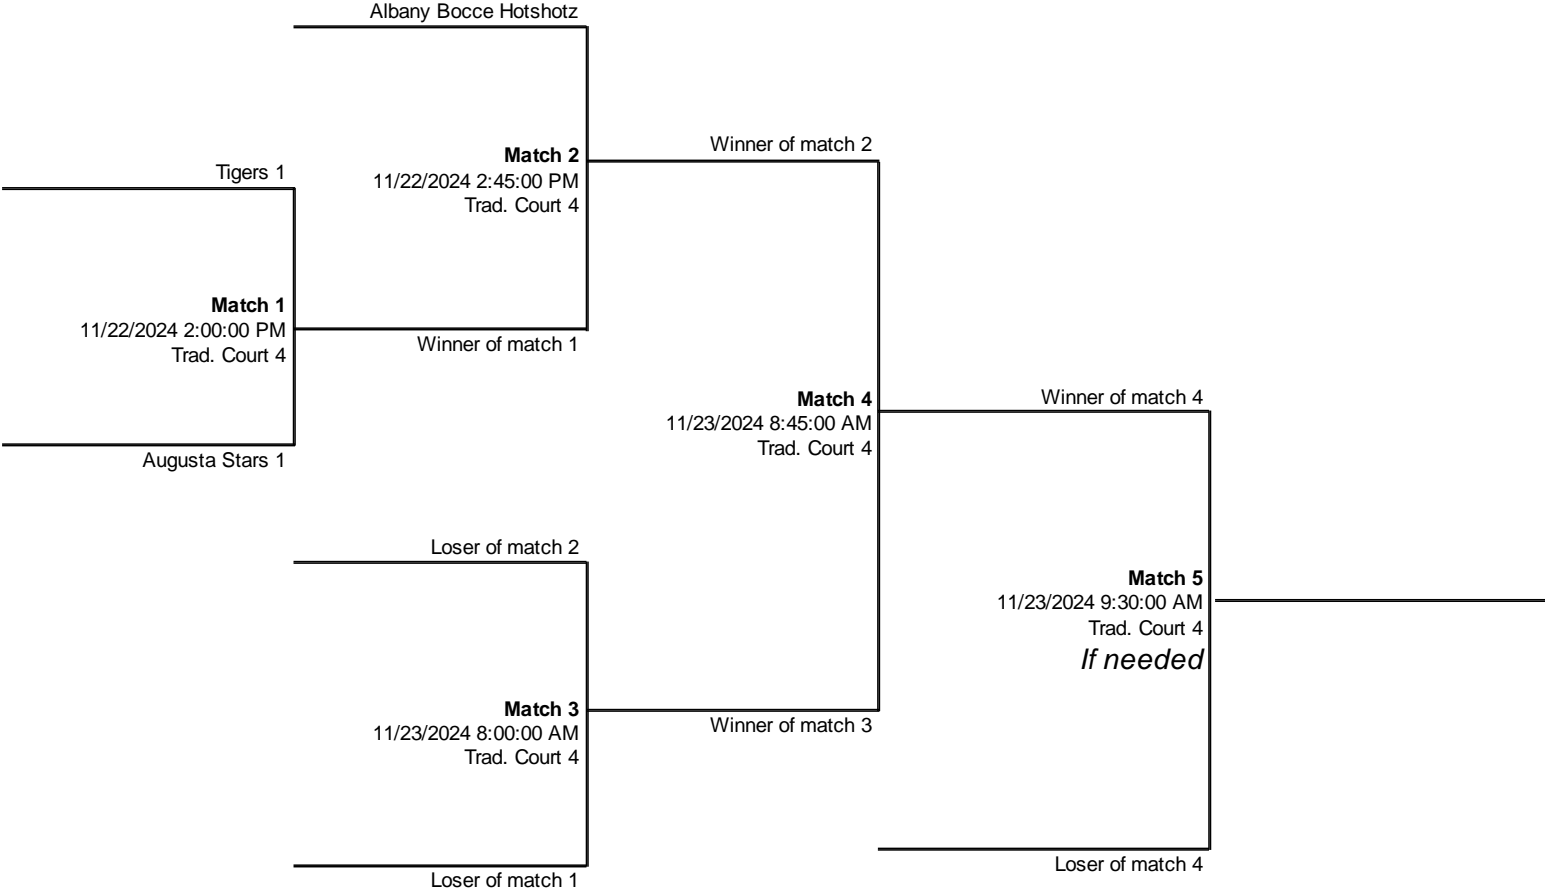 Albany Bocce Hotshotz
Match 2
11/22/2024 2:45:00 PM
Trad. Court 4
Winner of match 2
Tigers 1
Match 1
11/22/2024 2:00:00 PM
Trad. Court 4
Winner of match 1
Augusta Stars 1
Match 4
11/23/2024 8:45:00 AM
Trad. Court 4
Winner of match 4
Loser of match 2
Match 3
11/23/2024 8:00:00 AM
Trad. Court 4
Winner of match 3
Loser of match 1
Match 5
11/23/2024 9:30:00 AM
Trad. Court 4
If needed
Loser of match 4